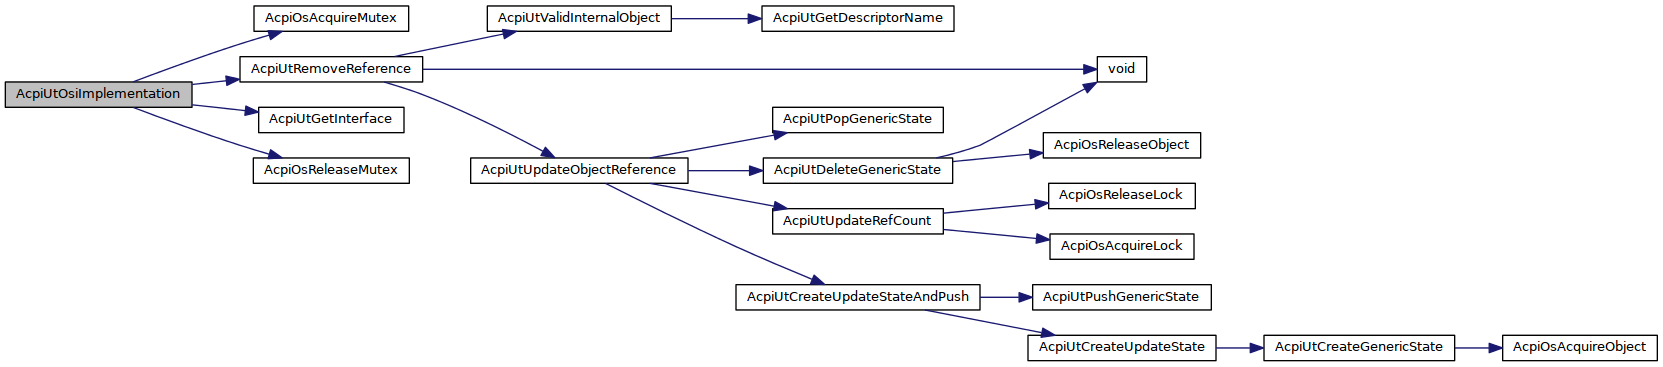 AcpiOsAcquireMutex
AcpiUtValidInternalObject
AcpiUtGetDescriptorName
AcpiUtRemoveReference
void
AcpiUtOsiImplementation
AcpiUtGetInterface
AcpiUtPopGenericState
AcpiOsReleaseObject
AcpiOsReleaseMutex
AcpiUtUpdateObjectReference
AcpiUtDeleteGenericState
AcpiOsReleaseLock
AcpiUtUpdateRefCount
AcpiOsAcquireLock
AcpiUtCreateUpdateStateAndPush
AcpiUtPushGenericState
AcpiUtCreateUpdateState
AcpiUtCreateGenericState
AcpiOsAcquireObject